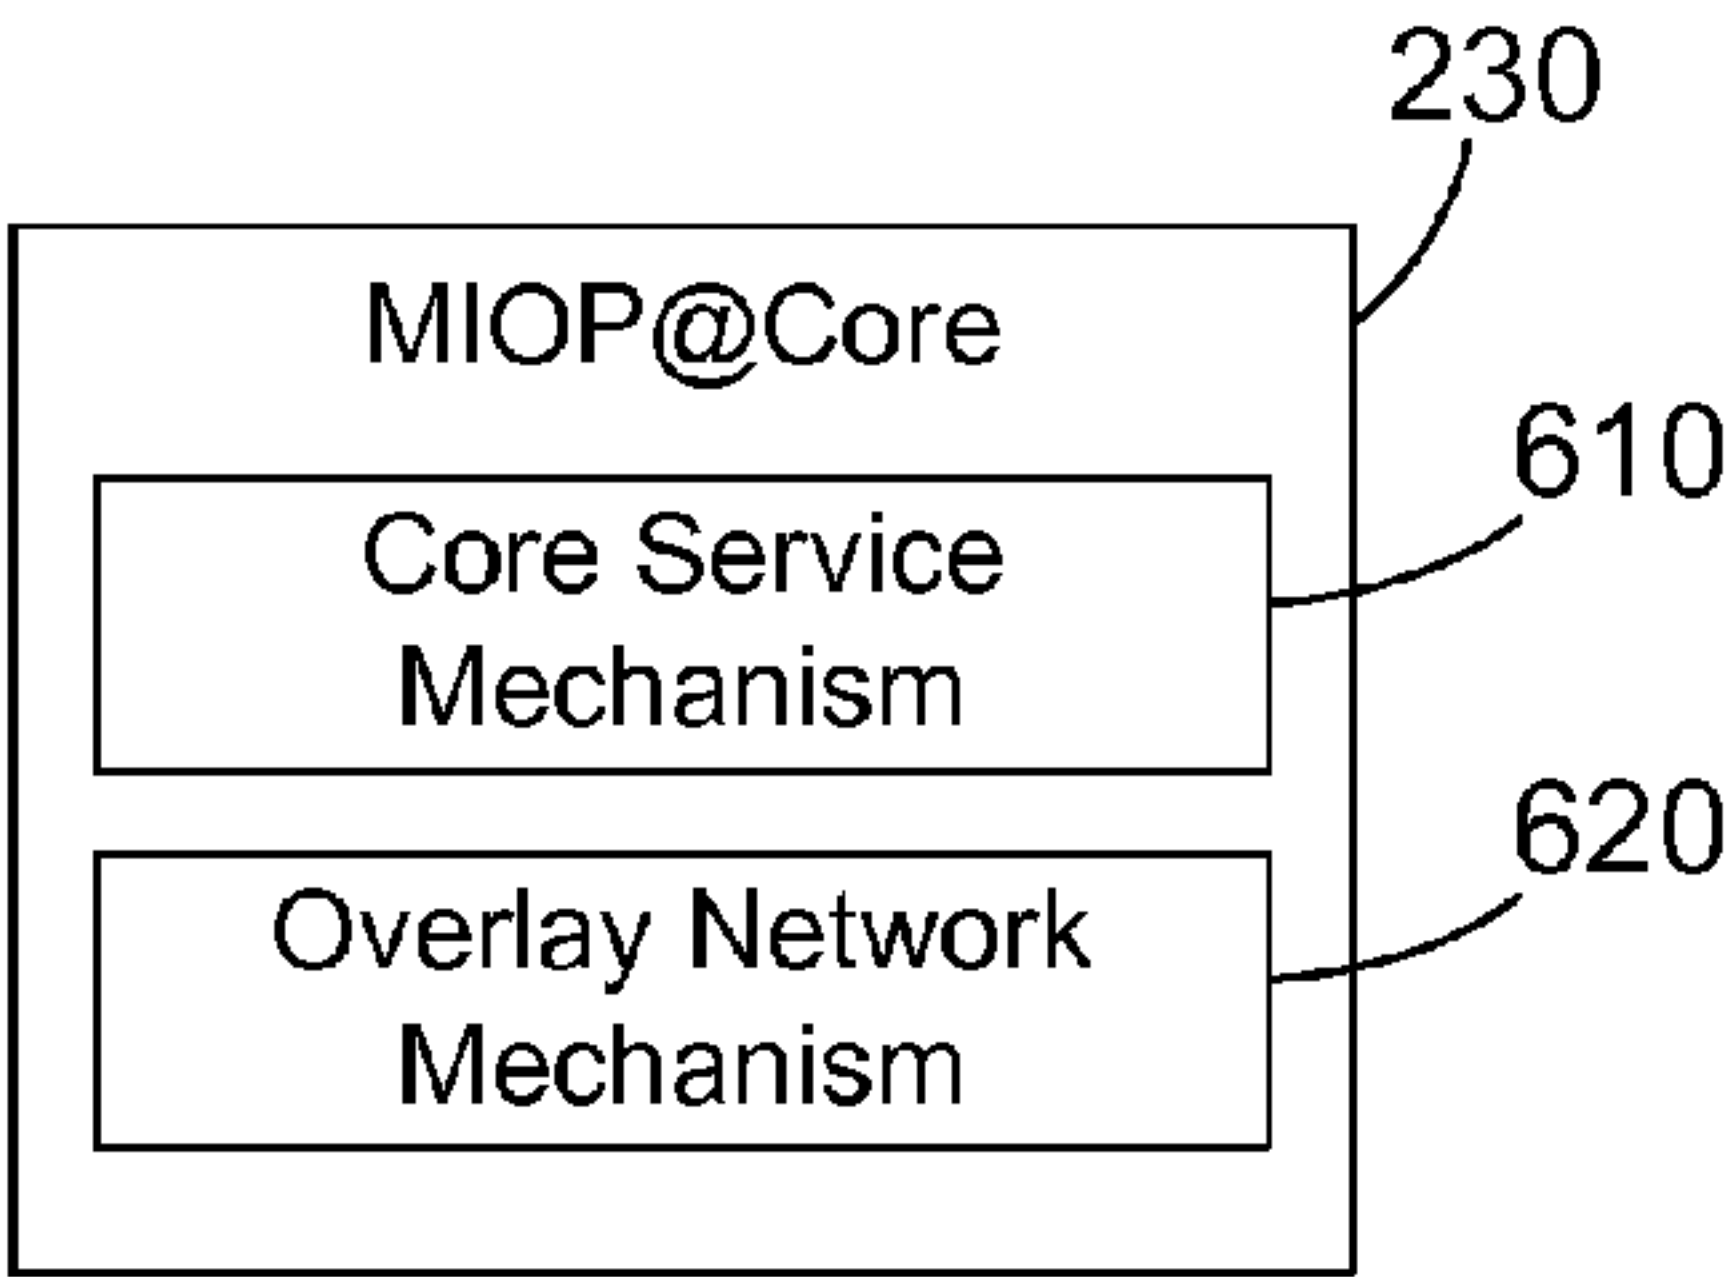 230
MIOP@Core
610
Core Service
Mechanism
620
Overlay Network
Mechanism